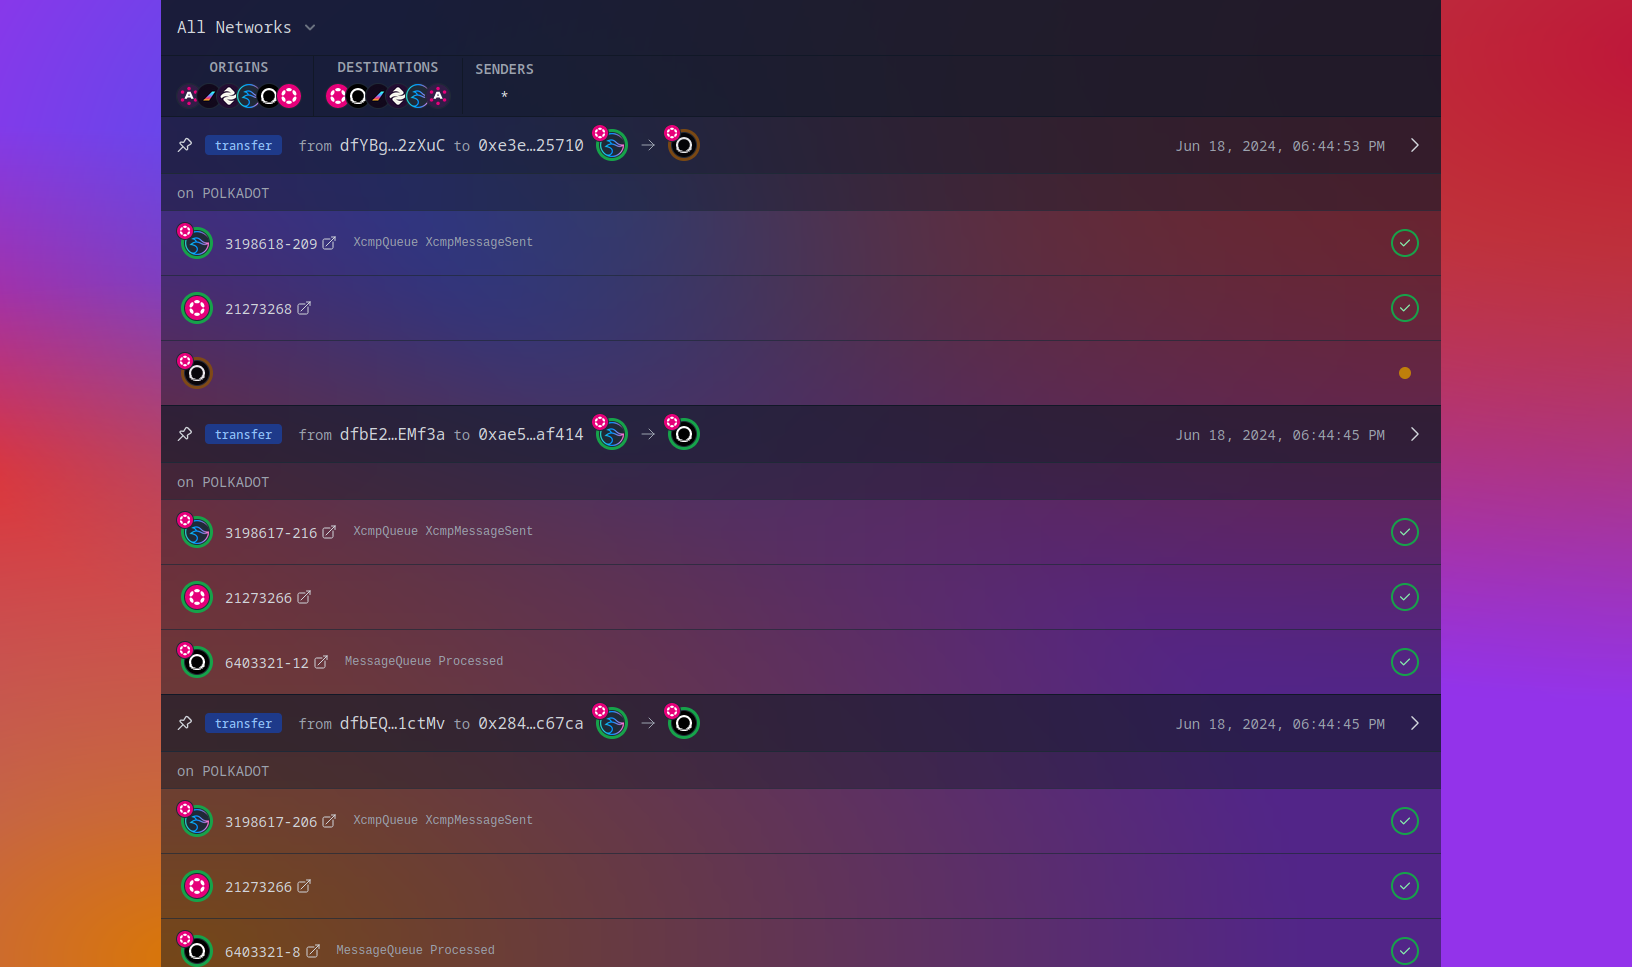 All Networks
ORIGINS DESTINATIONS SENDERS
*
transfer from dfYBg…2zXuC to 0xe3e…25710 Jun 18, 2024, 06:44:53 PM
on POLKADOT
3198618-209 XcmpQueue XcmpMessageSent
21273268
transfer from dfbE2…EMf3a to 0xae5…af414 Jun 18, 2024, 06:44:45 PM
on POLKADOT
3198617-216 XcmpQueue XcmpMessageSent
21273266
6403321-12 MessageQueue Processed
transfer from dfbEQ…1ctMv to 0x284…c67ca Jun 18, 2024, 06:44:45 PM
on POLKADOT
3198617-206 XcmpQueue XcmpMessageSent
21273266
6403321-8 MessageQueue Processed